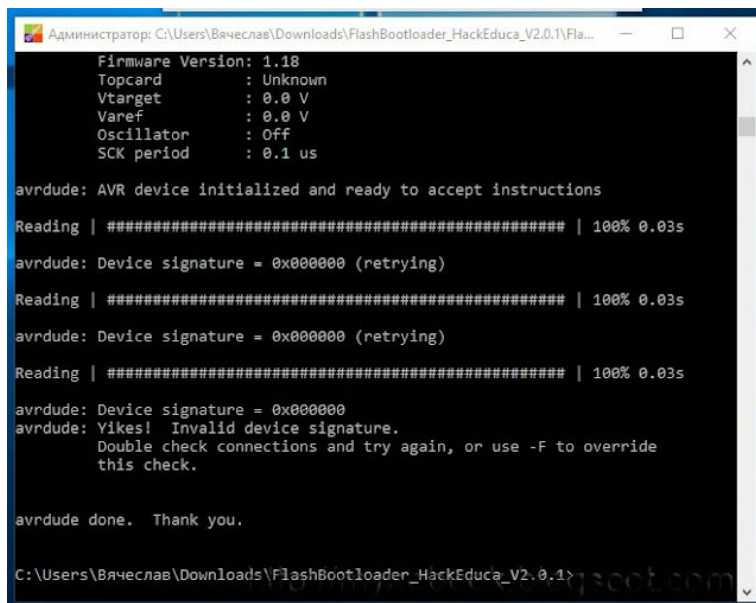 Администратор: C:\Users\Вячеслав\Downloads\FlashBootloader_HackEduca_V2.0.1\Fla...
Firmware Version: 1.18
Topcard : Unknown
Vtarget : 0.0 V
Varef : 0.0 V
Oscillator : Off
SCK period : 0.1 us
avrdude: AVR device initialized and ready to accept instructions
Reading | ################################################## | 100% 0.03s
avrdude: Device signature = 0x000000 (retrying)
Reading | ################################################## | 100% 0.03s
avrdude: Device signature = 0x000000 (retrying)
Reading | ################################################## | 100% 0.03s
avrdude: Device signature = 0x000000
avrdude: Yikes!  Invalid device signature.
Double check connections and try again, or use -F to override
this check.
avrdude done.  Thank you.
C:\Users\Вячеслав\Downloads\FlashBootloader_HackEduca_V2.0.1>